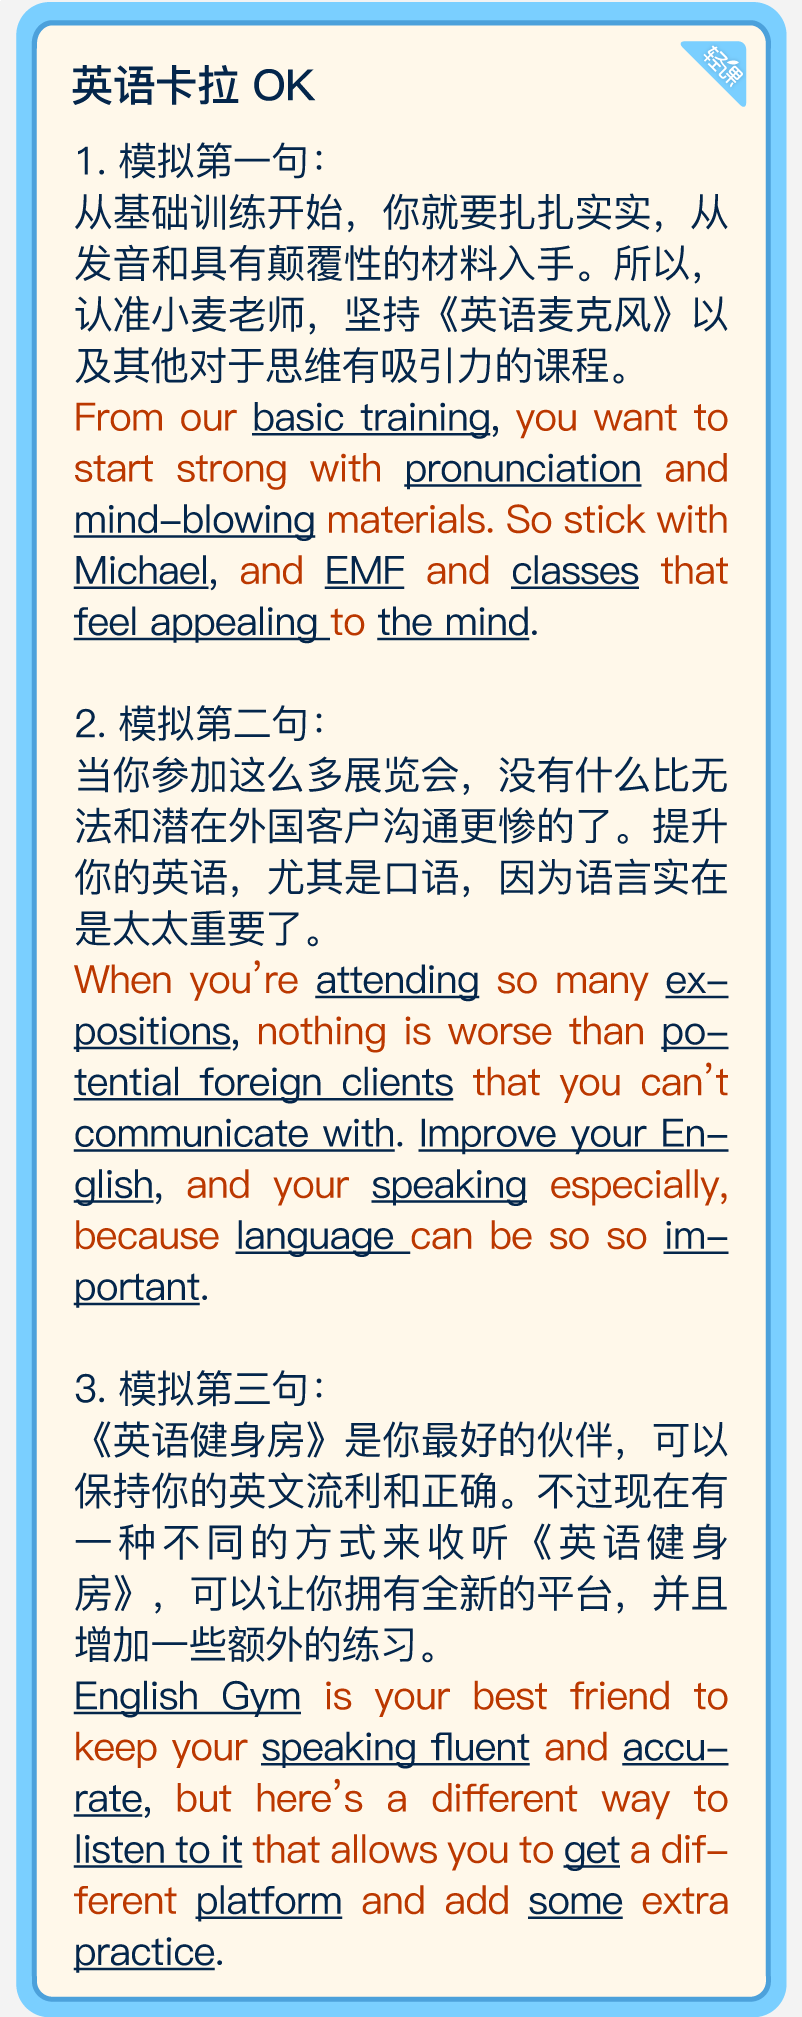 英语卡拉 OK
轻课
1. 模拟第一句：
从基础训练开始，你就要扎扎实实，从
发音和具有颠覆性的材料入手。所以，
认准小麦老师，坚持《英语麦克风》以
及其他对于思维有吸引力的课程。
From our basic training, you want to
start strong with pronunciation and
mind-blowing materials. So stick with
Michael, and EMF and classes that
feel appealing to the mind.
2. 模拟第二句：
当你参加这么多展览会，没有什么比无
法和潜在外国客户沟通更惨的了。提升
你的英语，尤其是口语，因为语言实在
是太太重要了。
When you're attending so many ex-
positions, nothing is worse than po-
tential foreign clients that you can't
communicate with. Improve your En-
glish, and your speaking especially,
because language can be so so im-
portant.
3. 模拟第三句：
《英语健身房》是你最好的伙伴，可以
保持你的英文流利和正确。不过现在有
一种不同的方式来收听《英语健身
房》，可以让你拥有全新的平台，并且
增加一些额外的练习。
English Gym is your best friend to
keep your speaking fluent and accu-
rate, but here's a different way to
listen to it that allows you to get a dif-
ferent platform and add some extra
practice.